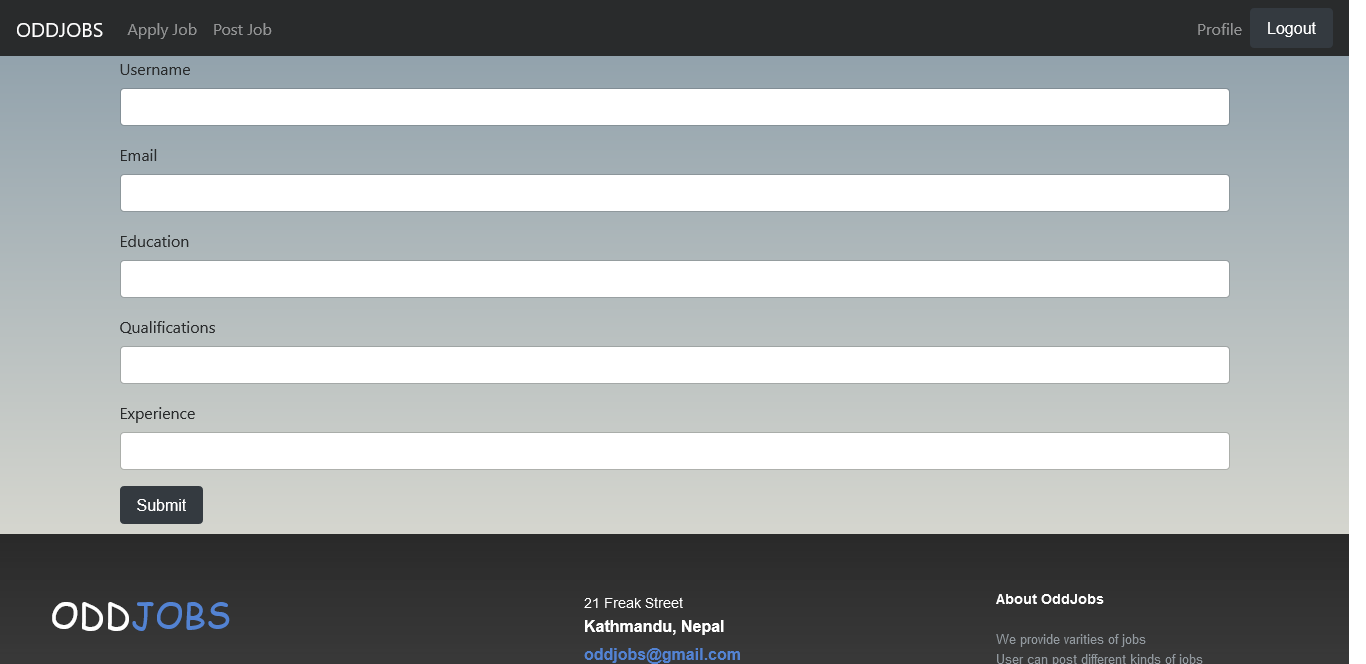 ODDJOBS Apply Job Post Job Profile Logout
Username
Email
Education
Qualifications
Experience
Submit
ODDJOBS
21 Freak Street
Kathmandu, Nepal
oddjobs@gmail.com
About OddJobs
We provide varities of jobs
User can post different kinds of jobs